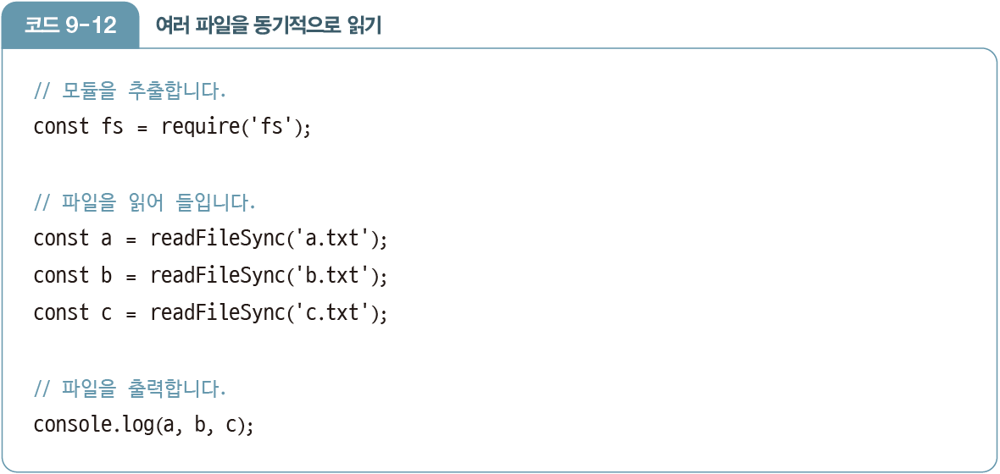 코드 9-12 여러 파일을 동기적으로 읽기
// 모듈을 추출합니다.
const fs = require('fs');
// 파일을 읽어 들입니다.
const a = readFileSync('a.txt');
const b = readFileSync('b.txt');
const c = readFileSync('c.txt');
// 파일을 출력합니다.
console.log(a, b, c);